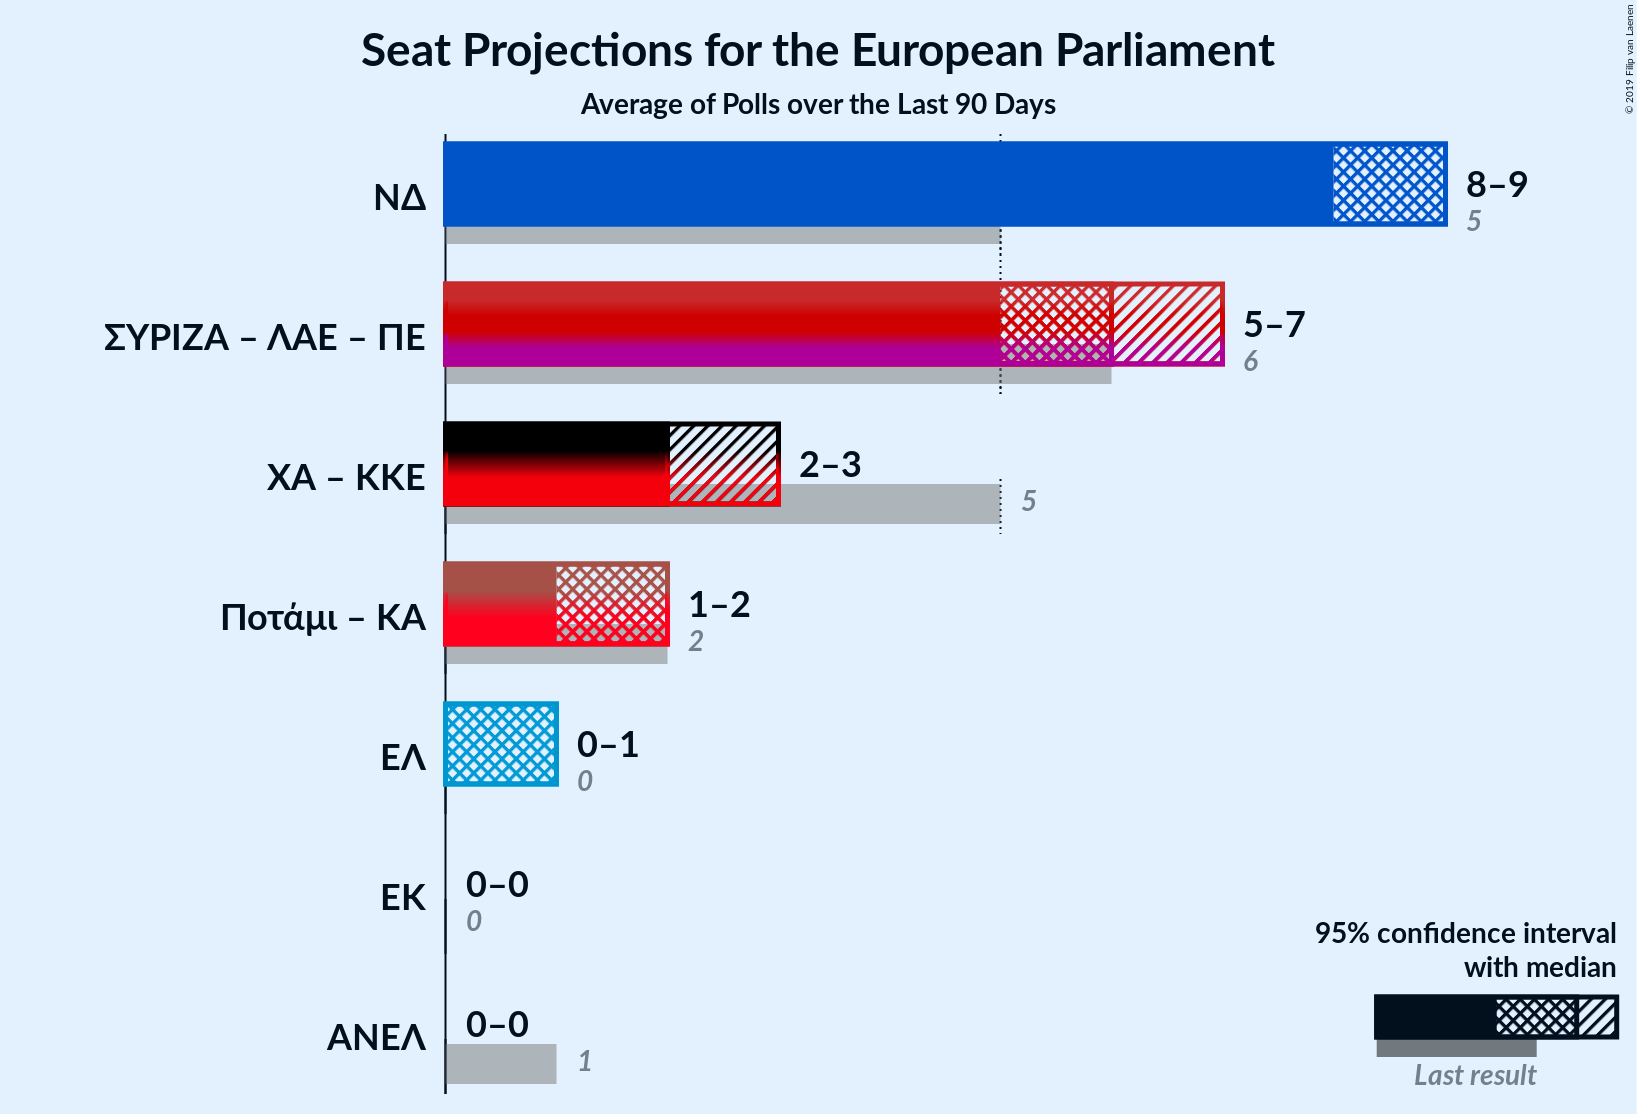 Seat Projections for the European Parliament
Average of Polls over the Last 90 Days
© 2019 Filip van Laenen
ΝΔ
8–9
5
ΣΥΡΙΖΑ – ΛΑΕ – ΠΕ
5–7
6
ΧΑ – ΚΚΕ
2–3
5
Ποτάμι – ΚΑ
1–2
2
ΕΛ
0–1
0
ΕΚ
0–0
0
ΑΝΕΛ
0–0
1
95% confidence interval
with median
Last result